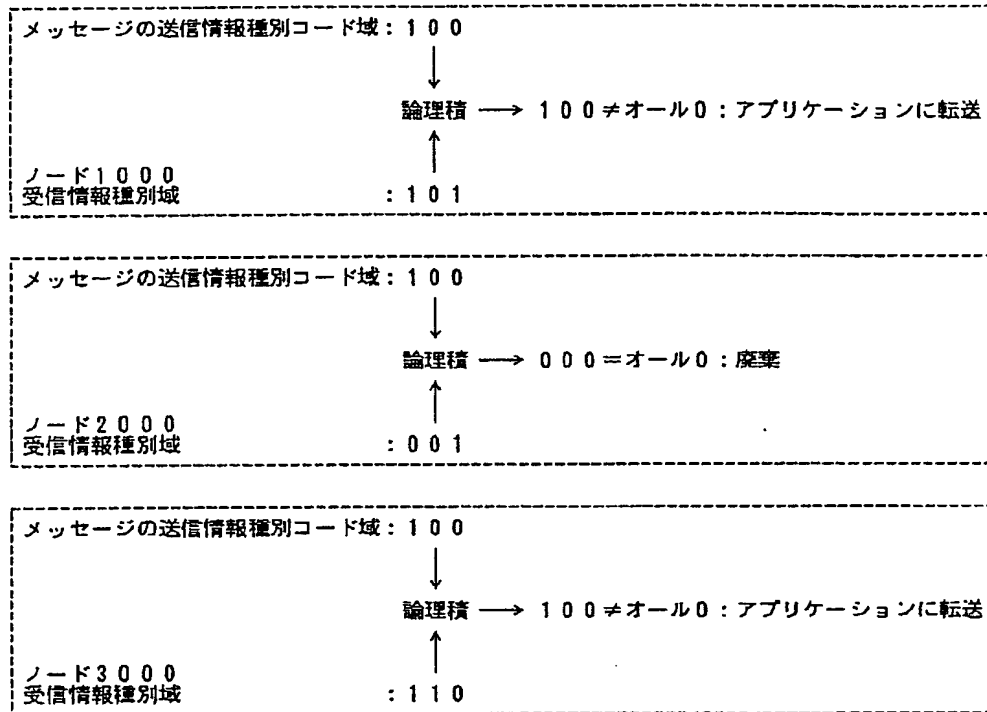 メッセージの送信情報種別コード域：１００
論理積 → １００≠オール０：アプリケーションに転送
ノード１０００
受信情報種別域 ：１０１
メッセージの送信情報種別コード域：１００
論理積 → ０００＝オール０：廃棄
ノード２０００
受信情報種別域 ：００１
メッセージの送信情報種別コード域：１００
論理積 → １００≠オール０：アプリケーションに転送
ノード３０００
受信情報種別域 ：１１０